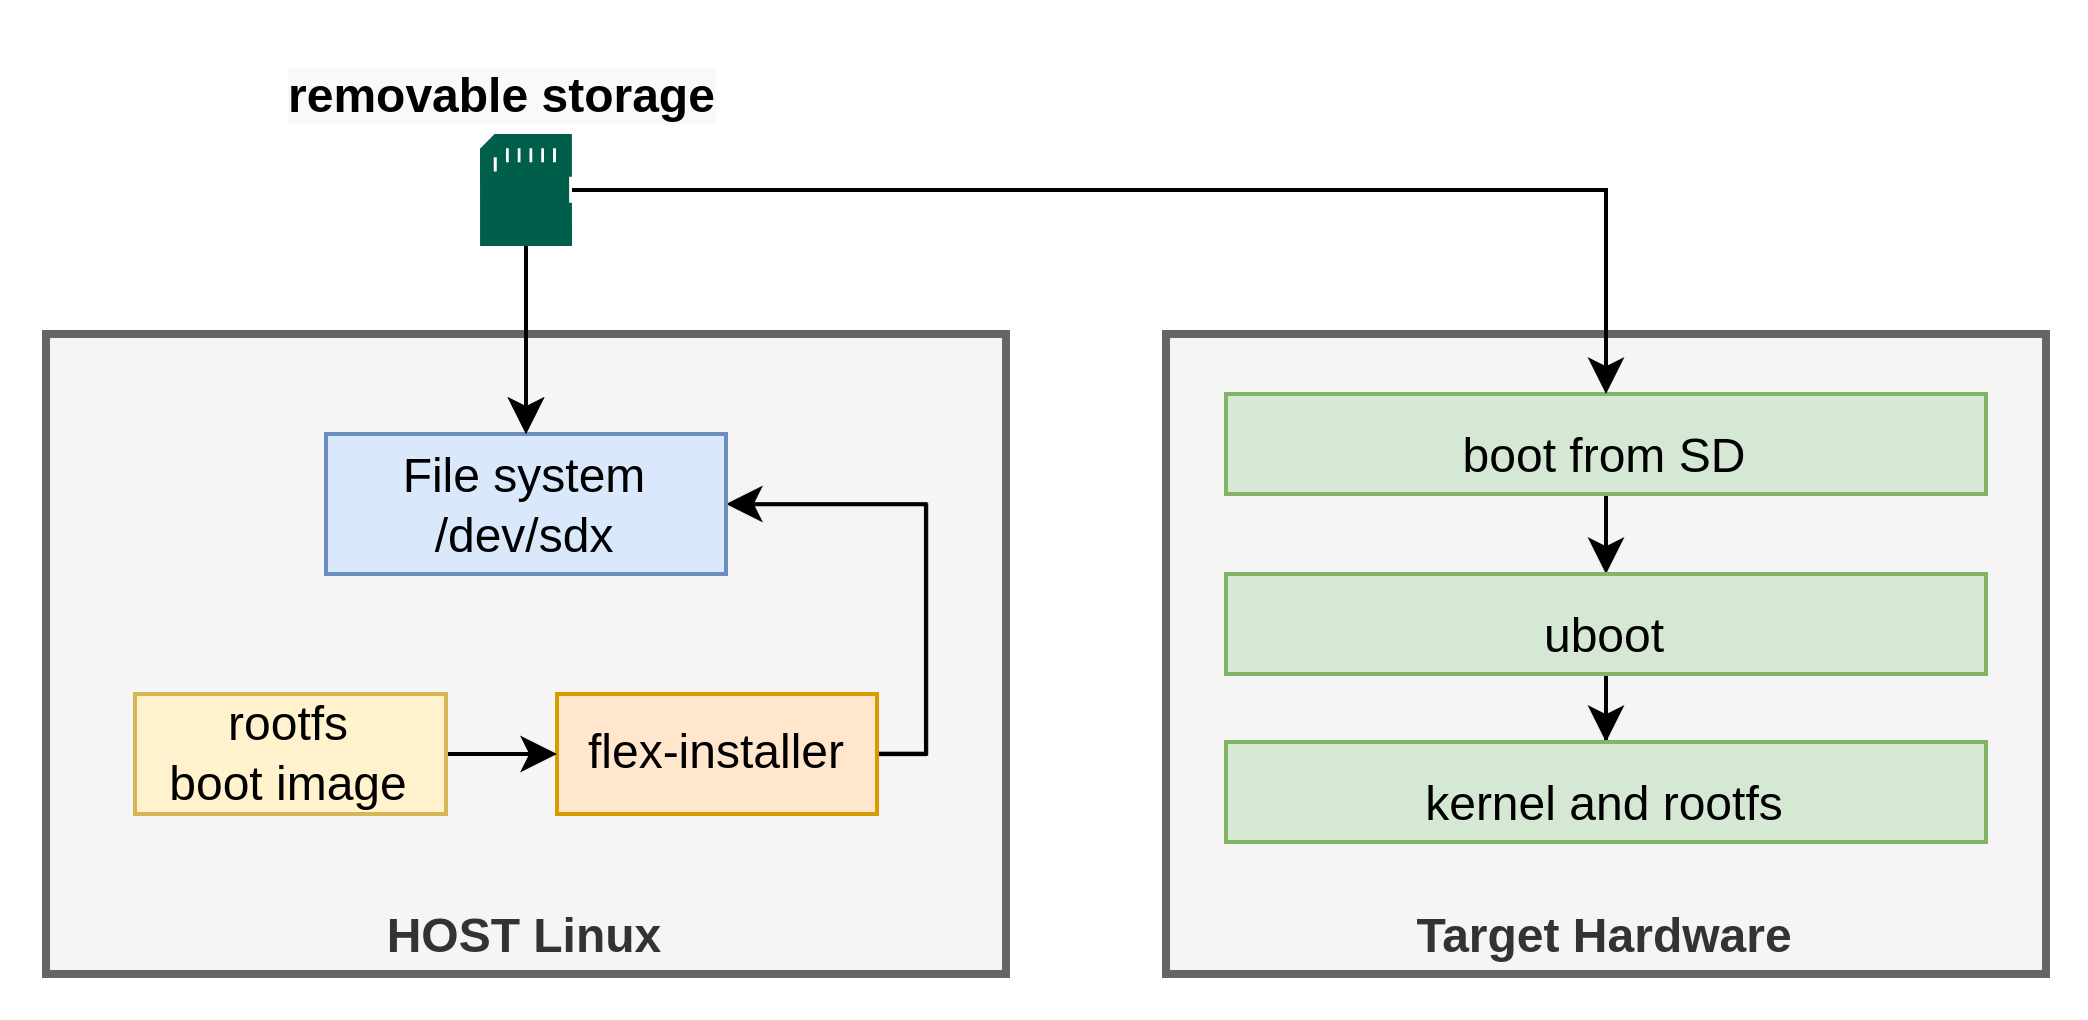 removable storage
File system
/dev/sdx
rootfs
boot image
flex-installer
HOST Linux
boot from SD
uboot
kernel and rootfs
Target Hardware